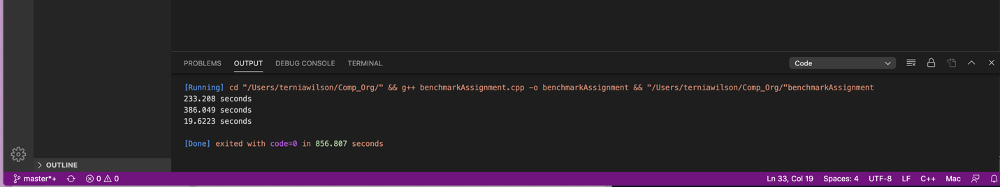 PROBLEMS OUTPUT DEBUG CONSOLE TERMINAL Code
[Running] cd "/Users/terniawilson/Comp_Org/" && g++ benchmarkAssignment.cpp -o benchmarkAssignment && "/Users/terniawilson/Comp_Org/"benchmarkAssignment
233.208 seconds
386.049 seconds
19.6223 seconds
[Done] exited with code=0 in 856.807 seconds
OUTLINE
master*+ 0 0 Ln 33, Col 19 Spaces: 4 UTF-8 LF C++ Mac